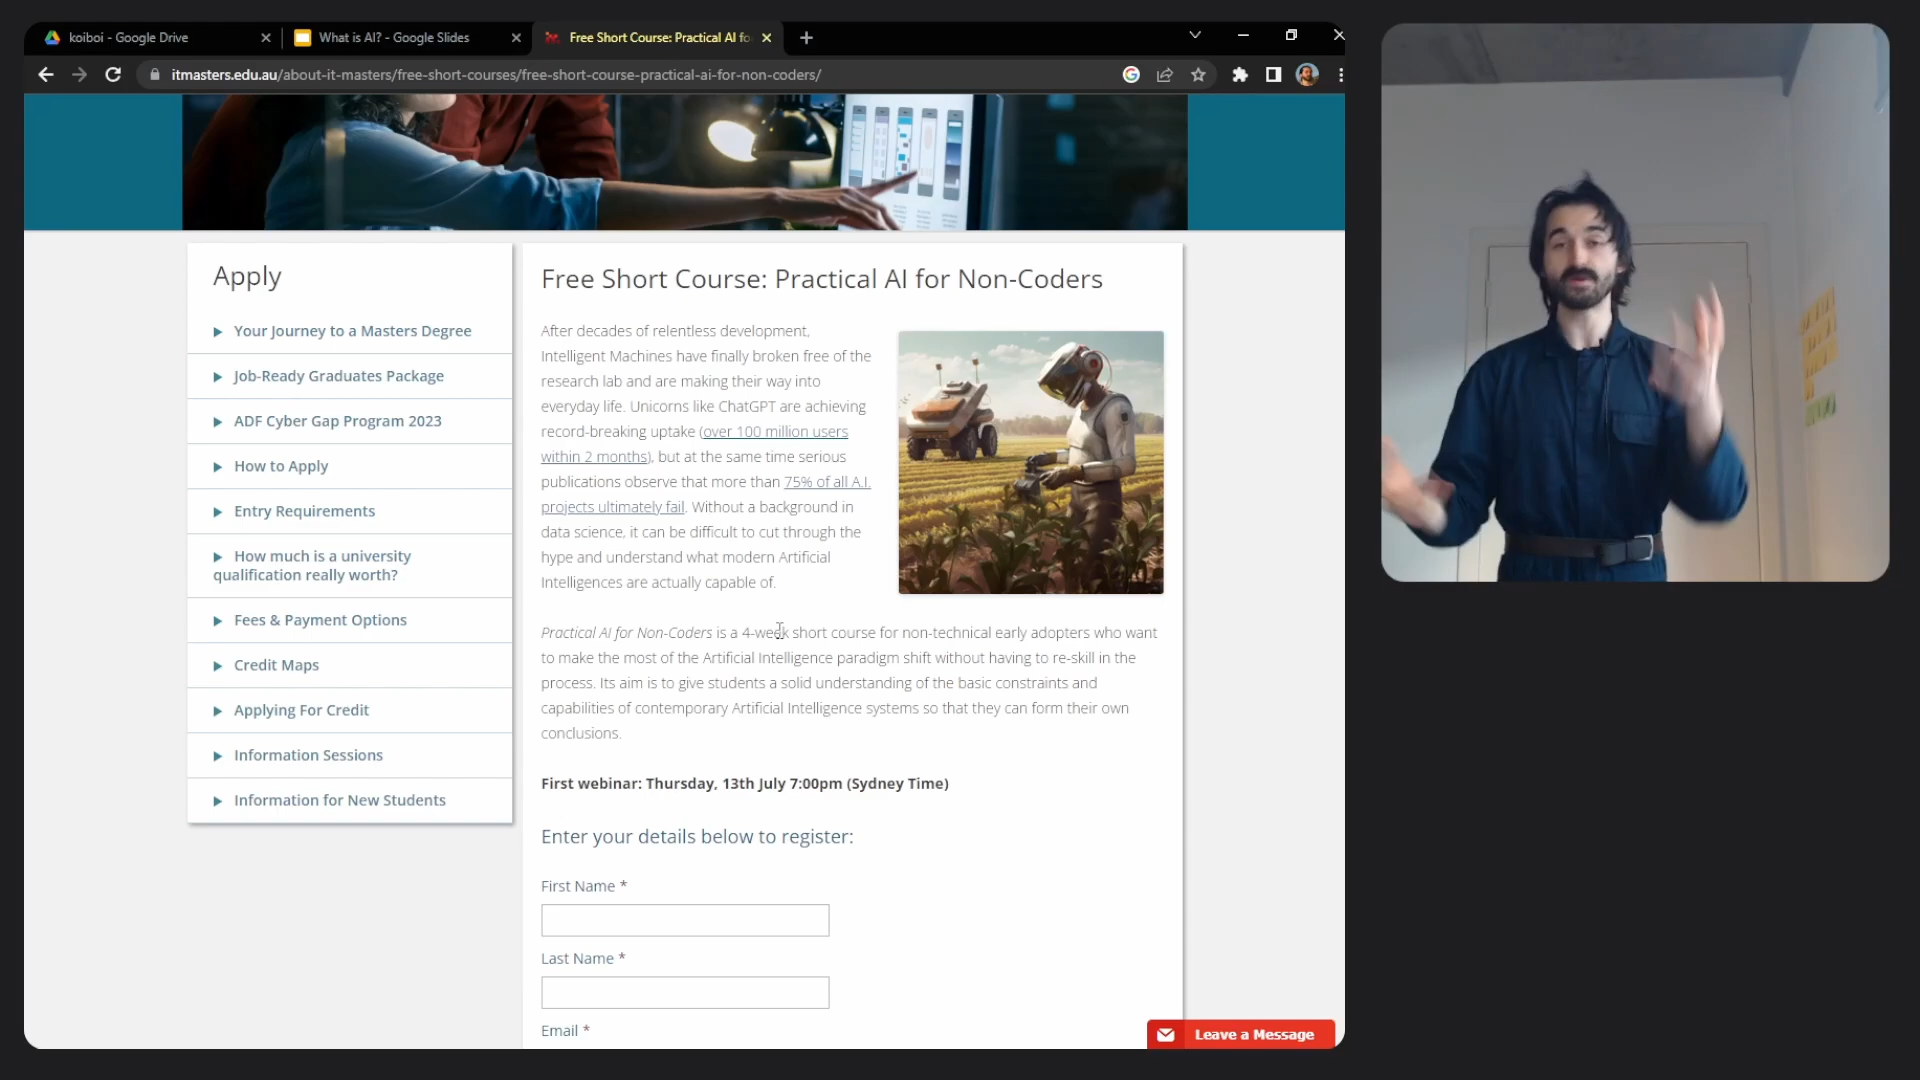 koiboi - Google Drive
What is AI? - Google Slides
Free Short Course: Practical AI fo
itmasters.edu.au/about-it-masters/free-short-courses/free-short-course-practical-ai-for-non-coders/
Apply
Your Journey to a Masters Degree
Job-Ready Graduates Package
ADF Cyber Gap Program 2023
How to Apply
Entry Requirements
How much is a university
qualification really worth?
Fees & Payment Options
Credit Maps
Applying For Credit
Information Sessions
Information for New Students
Free Short Course: Practical AI for Non-Coders
After decades of relentless development,
Intelligent Machines have finally broken free of the
research lab and are making their way into
everyday life. Unicorns like ChatGPT are achieving
record-breaking uptake (over 100 million users
within 2 months), but at the same time serious
publications observe that more than 75% of all A.I.
projects ultimately fail. Without a background in
data science, it can be difficult to cut through the
hype and understand what modern Artificial
Intelligences are actually capable of.
Practical AI for Non-Coders is a 4-week short course for non-technical early adopters who want
to make the most of the Artificial Intelligence paradigm shift without having to re-skill in the
process. Its aim is to give students a solid understanding of the basic constraints and
capabilities of contemporary Artificial Intelligence systems so that they can form their own
conclusions.
First webinar: Thursday, 13th July 7:00pm (Sydney Time)
Enter your details below to register:
First Name *
Last Name *
Email *
Leave a Message